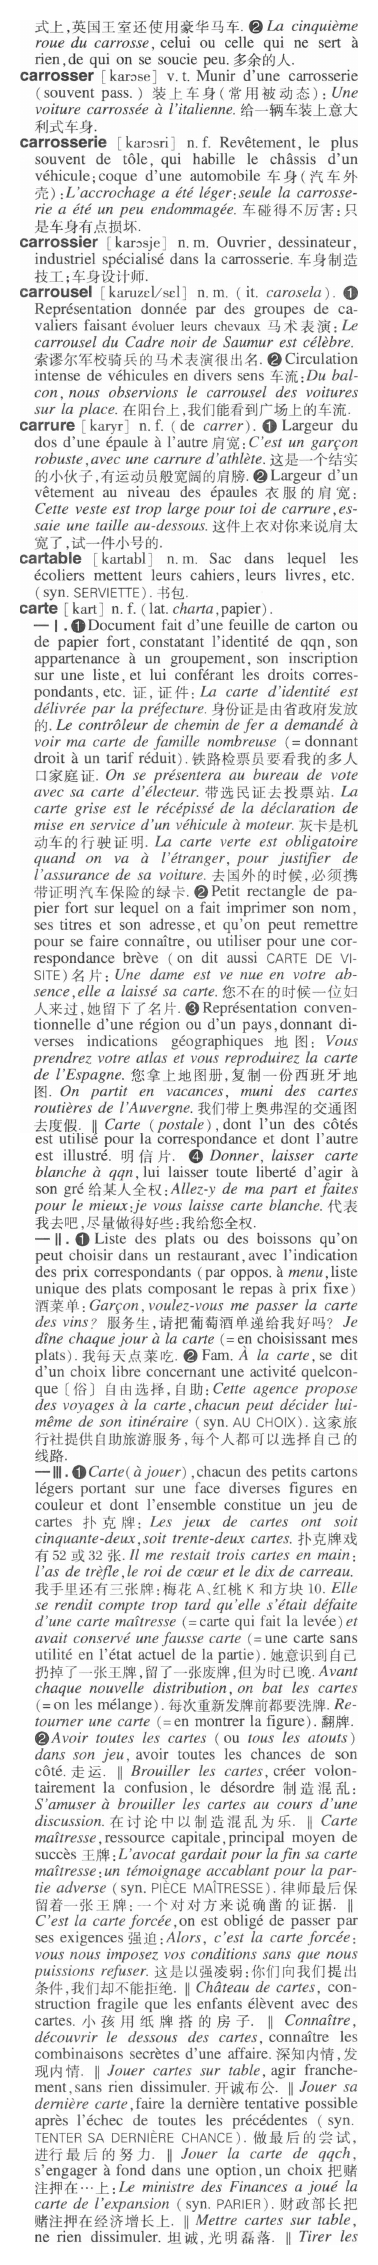 式上,英国王室还使用豪华马车. ❷ La cinquième
roue du carrosse, celui ou celle qui ne sert à
rien, de qui on se soucie peu. 多余的人.
carrosser [karɔse] v. t. Munir d'une carrosserie
(souvent pass.) 装上车身(常用被动态): Une
voiture carrossée à l'italienne. 给一辆车装上意大
利式车身.
carrosserie [karɔsri] n. f. Revêtement, le plus
souvent de tôle, qui habille le châssis d'un
véhicule; coque d'une automobile 车身(汽车外
壳): L'accrochage a été léger: seule la carrosse-
rie a été un peu endommagée. 车碰得不厉害:只
是车身有点损坏.
carrossier [karɔsje] n. m. Ouvrier, dessinateur,
industriel spécialisé dans la carrosserie. 车身制造
技工;车身设计师.
carrousel [karuzɛl/sɛl] n. m. (it. carosela). ❶
Représentation donnée par des groupes de ca-
valiers faisant évoluer leurs chevaux 马术表演: Le
carrousel du Cadre noir de Saumur est célèbre.
索谬尔军校骑兵的马术表演很出名. ❷ Circulation
intense de véhicules en divers sens 车流: Du bal-
con, nous observions le carrousel des voitures
sur la place. 在阳台上,我们能看到广场上的车流.
carrure [karyr] n. f. (de carrer). ❶ Largeur du
dos d'une épaule à l'autre 肩宽: C'est un garçon
robuste, avec une carrure d'athlète. 这是一个结实
的小伙子,有运动员般宽阔的肩膀. ❷ Largeur d'un
vêtement au niveau des épaules 衣服的肩宽:
Cette veste est trop large pour toi de carrure, es-
saie une taille au-dessous. 这件上衣对你来说肩太
宽了,试一件小号的.
cartable [kartabl] n. m. Sac dans lequel les
écoliers mettent leurs cahiers, leurs livres, etc.
(syn. SERVIETTE). 书包.
carte [kart] n. f. (lat. charta, papier).
— I. ❶ Document fait d'une feuille de carton ou
de papier fort, constatant l'identité de qqn, son
appartenance à un groupement, son inscription
sur une liste, et lui conférant les droits corres-
pondants, etc. 证,证件: La carte d'identité est
délivrée par la préfecture. 身份证是由省政府发放
的. Le contrôleur de chemin de fer a demandé à
voir ma carte de famille nombreuse (= donnant
droit à un tarif réduit). 铁路检票员要看我的多人
口家庭证. On se présentera au bureau de vote
avec sa carte d'électeur. 带选民证去投票站. La
carte grise est le récépissé de la déclaration de
mise en service d'un véhicule à moteur. 灰卡是机
动车的行驶证明. La carte verte est obligatoire
quand on va à l'étranger, pour justifier de
l'assurance de sa voiture. 去国外的时候,必须携
带证明汽车保险的绿卡. ❷ Petit rectangle de pa-
pier fort sur lequel on a fait imprimer son nom,
ses titres et son adresse, et qu'on peut remettre
pour se faire connaître, ou utiliser pour une cor-
respondance brève (on dit aussi CARTE DE VI-
SITE) 名片: Une dame est ve nue en votre ab-
sence, elle a laissé sa carte. 您不在的时候一位妇
人来过,她留下了名片. ❸ Représentation conven-
tionnelle d'une région ou d'un pays, donnant di-
verses indications géographiques 地图: Vous
prendrez votre atlas et vous reproduirez la carte
de l'Espagne. 您拿上地图册,复制一份西班牙地
图. On partit en vacances, muni des cartes
routières de l'Auvergne. 我们带上奥弗涅的交通图
去度假. ‖ Carte (postale), dont l'un des côtés
est utilisé pour la correspondance et dont l'autre
est illustré. 明信片. ❹ Donner, laisser carte
blanche à qqn, lui laisser toute liberté d'agir à
son gré 给某人全权: Allez-y de ma part et faites
pour le mieux: je vous laisse carte blanche. 代表
我去吧,尽量做得好些:我给您全权.
— II. ❶ Liste des plats ou des boissons qu'on
peut choisir dans un restaurant, avec l'indication
des prix correspondants (par oppos. à menu, liste
unique des plats composant le repas à prix fixe)
酒菜单: Garçon, voulez-vous me passer la carte
des vins? 服务生,请把葡萄酒单递给我好吗? Je
dîne chaque jour à la carte (= en choisissant mes
plats). 我每天点菜吃. ❷ Fam. À la carte, se dit
d'un choix libre concernant une activité quelcon-
que [俗] 自由选择,自助: Cette agence propose
des voyages à la carte, chacun peut décider lui-
même de son itinéraire (syn. AU CHOIX). 这家旅
行社提供自助旅游服务,每个人都可以选择自己的
线路.
— III. ❶ Carte (à jouer), chacun des petits cartons
légers portant sur une face diverses figures en
couleur et dont l'ensemble constitue un jeu de
cartes 扑克牌: Les jeux de cartes ont soit
cinquante-deux, soit trente-deux cartes. 扑克牌戏
有 52 或 32 张. Il me restait trois cartes en main:
l'as de trèfle, le roi de cœur et le dix de carreau.
我手里还有三张牌:梅花 A、红桃 K 和方块 10. Elle
se rendit compte trop tard qu'elle s'était défaite
d'une carte maîtresse (= carte qui fait la levée) et
avait conservé une fausse carte (= une carte sans
utilité en l'état actuel de la partie). 她意识到自己
扔掉了一张王牌,留了一张废牌,但为时已晚. Avant
chaque nouvelle distribution, on bat les cartes
(= on les mélange). 每次重新发牌前都要洗牌. Re-
tourner une carte (= en montrer la figure). 翻牌.
❷ Avoir toutes les cartes (ou tous les atouts)
dans son jeu, avoir toutes les chances de son
côté. 走运. ‖ Brouiller les cartes, créer volon-
tairement la confusion, le désordre 制造混乱:
S'amuser à brouiller les cartes au cours d'une
discussion. 在讨论中以制造混乱为乐. ‖ Carte
maîtresse, ressource capitale, principal moyen de
succès 王牌: L'avocat gardait pour la fin sa carte
maîtresse: un témoignage accablant pour la par-
tie adverse (syn. PIÈCE MAÎTRESSE). 律师最后保
留着一张王牌:一个对对方来说确凿的证据. ‖
C'est la carte forcée, on est obligé de passer par
ses exigences 强迫: Alors, c'est la carte forcée:
vous nous imposez vos conditions sans que nous
puissions refuser. 这是以强凌弱:你们向我们提出
条件,我们却不能拒绝. ‖ Château de cartes, con-
struction fragile que les enfants élèvent avec des
cartes. 小孩用纸牌搭的房子. ‖ Connaître,
découvrir le dessous des cartes, connaître les
combinaisons secrètes d'une affaire. 深知内情,发
现内情. ‖ Jouer cartes sur table, agir franche-
ment, sans rien dissimuler. 开诚布公. ‖ Jouer sa
dernière carte, faire la dernière tentative possible
après l'échec de toutes les précédentes (syn.
TENTER SA DERNIÈRE CHANCE). 做最后的尝试,
进行最后的努力. ‖ Jouer la carte de qqch,
s'engager à fond dans une option, un choix 把赌
注押在…上: Le ministre des Finances a joué la
carte de l'expansion (syn. PARIER). 财政部长把
赌注押在经济增长上. ‖ Mettre cartes sur table,
ne rien dissimuler. 坦诚,光明磊落. ‖ Tirer les